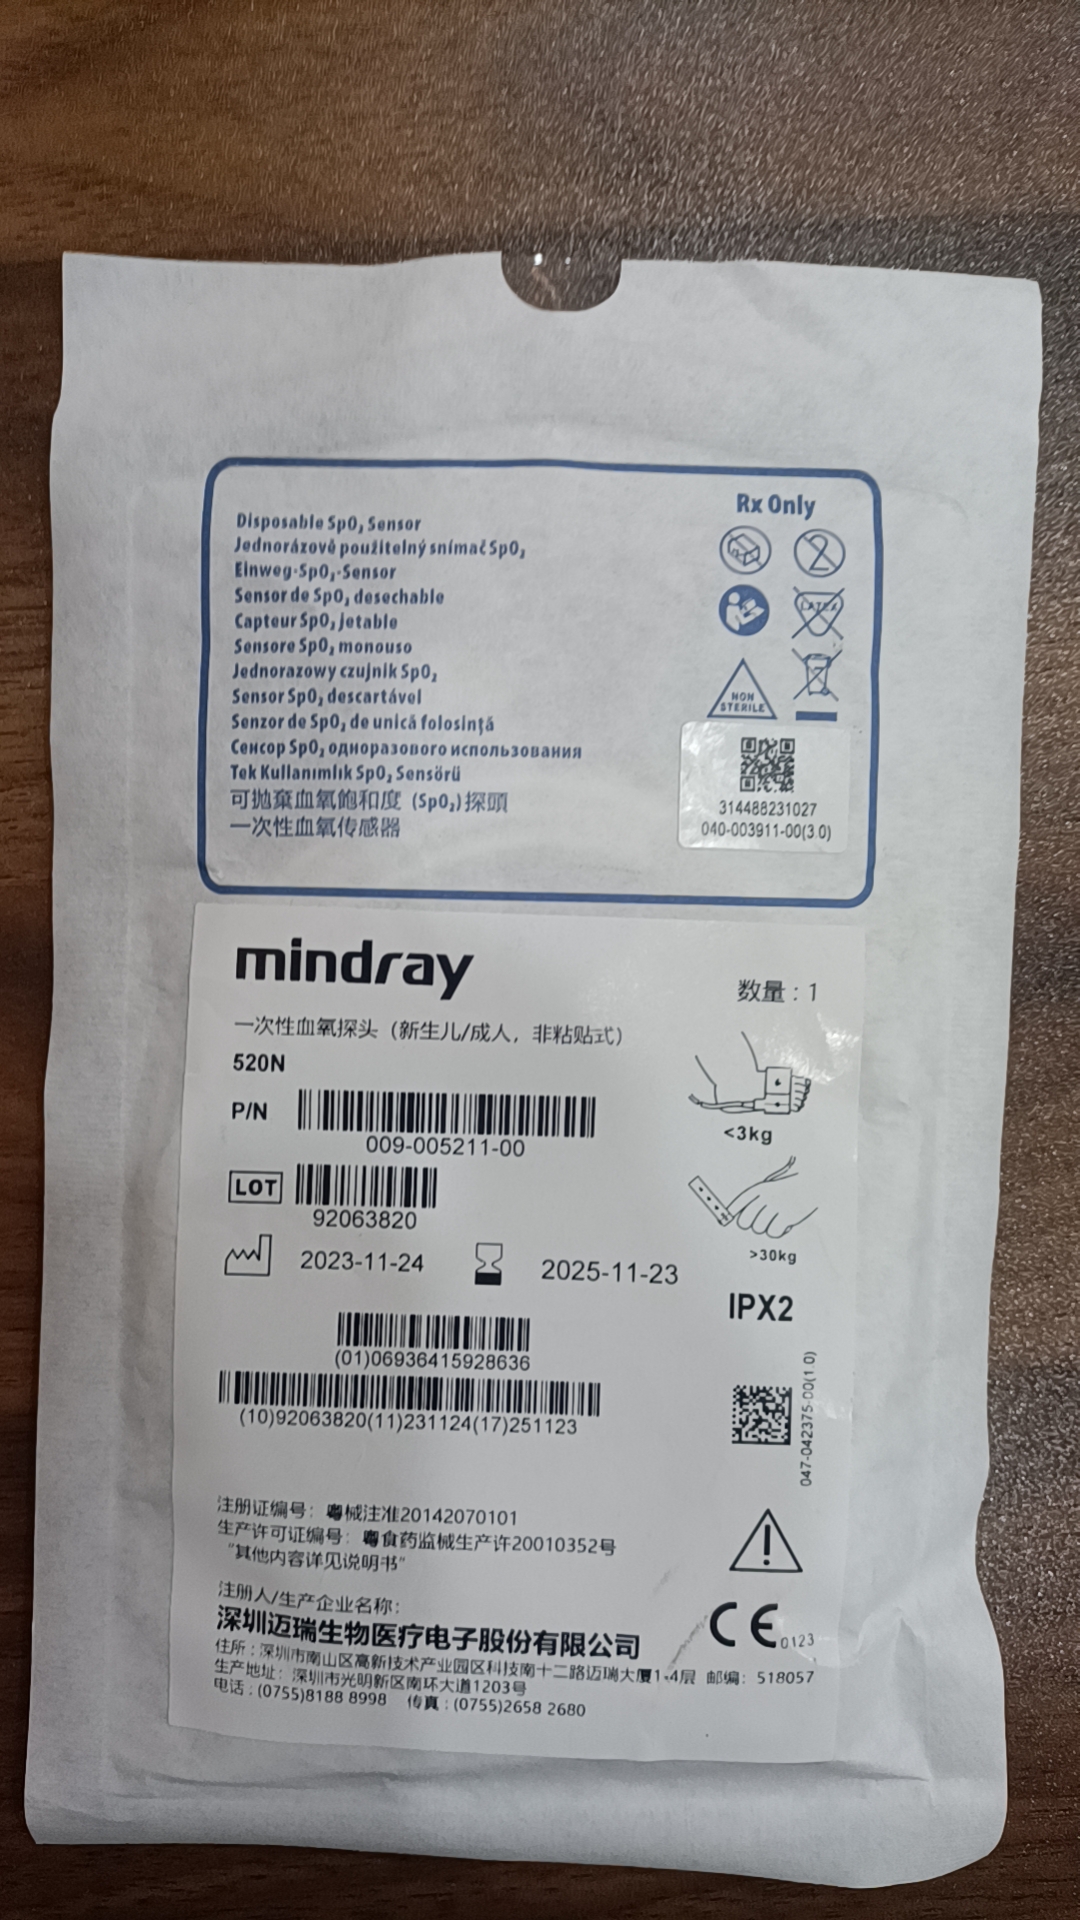 Disposable SpO₂ Sensor
Jednorázově použitelný snímač SpO₂
Einweg-SpO₂-Sensor
Sensor de SpO₂ desechable
Capteur SpO₂ jetable
Sensore SpO₂ monouso
Jednorazowy czujnik SpO₂
Sensor SpO₂ descartável
Senzor de SpO₂ de unică folosință
Сенсор SpO₂ одноразового использования
Tek Kullanımlık SpO₂ Sensörü
可抛棄血氧飽和度 (SpO₂) 探頭
一次性血氧传感器
Rx Only
2
LATEX
NON
STERILE
314488231027
040-003911-00(3.0)
mindray
数量：1
一次性血氧探头（新生儿/成人，非粘贴式）
520N
P/N
009-005211-00
<3kg
LOT
92063820
>30kg
2023-11-24
2025-11-23
IPX2
(01)06936415928636
(10)92063820(11)231124(17)251123
047-042375-00(1.0)
注册证编号：粤械注准20142070101
生产许可证编号：粤食药监械生产许20010352号
“其他内容详见说明书”
注册人/生产企业名称：
深圳迈瑞生物医疗电子股份有限公司
CE 0123
住所：深圳市南山区高新技术产业园区科技南十二路迈瑞大厦1-4层 邮编：518057
生产地址：深圳市光明新区南环大道1203号
电话：(0755)8188 8998 传真：(0755)2658 2680